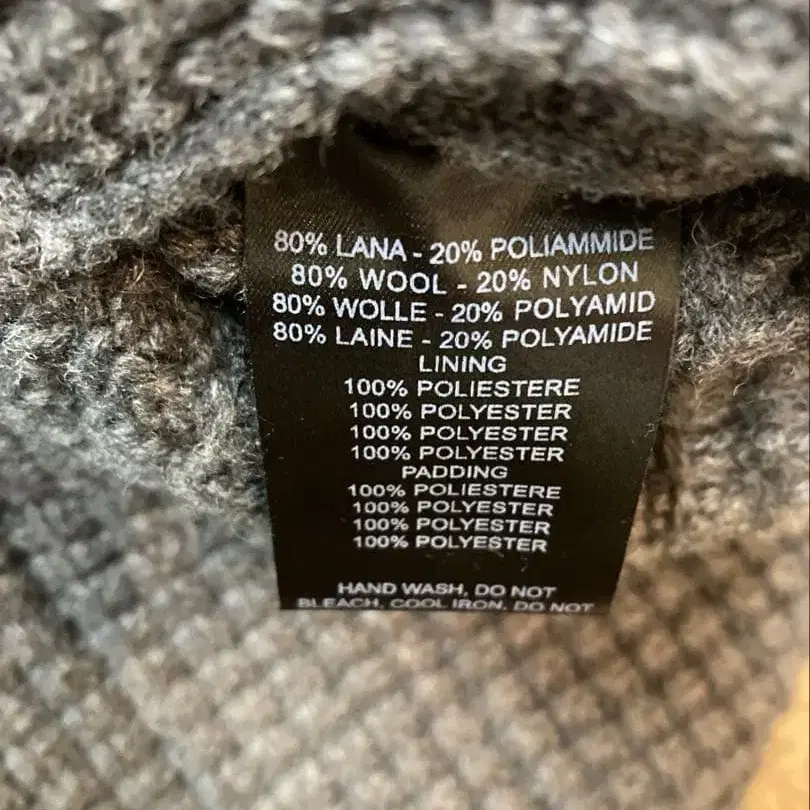 80% LANA - 20% POLIAMMIDE
80% WOOL - 20% NYLON
80% WOLLE - 20% POLYAMID
80% LAINE - 20% POLYAMIDE
LINING
100% POLIESTERE
100% POLYESTER
100% POLYESTER
100% POLYESTER
PADDING
100% POLIESTERE
100% POLYESTER
100% POLYESTER
100% POLYESTER
HAND WASH, DO NOT
BLEACH, COOL IRON, DO NOT